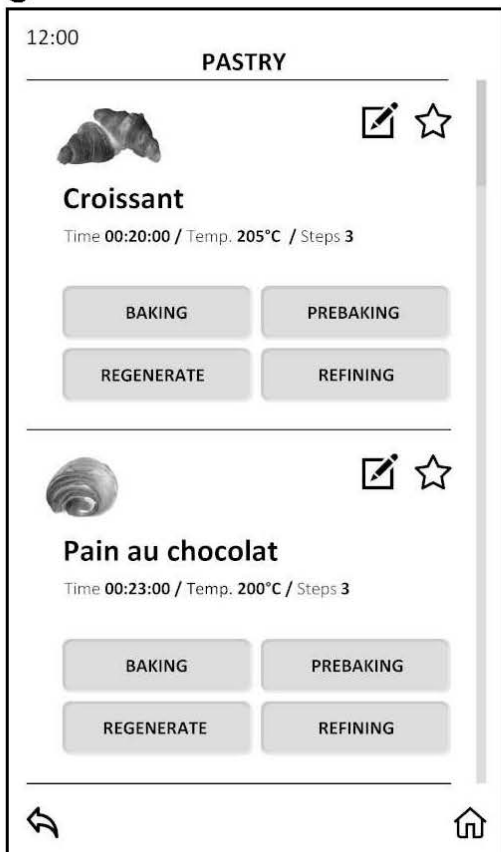 12:00
PASTRY
Croissant
Time 00:20:00 / Temp. 205°C / Steps 3
BAKING PREBAKING
REGENERATE REFINING
Pain au chocolat
Time 00:23:00 / Temp. 200°C / Steps 3
BAKING PREBAKING
REGENERATE REFINING